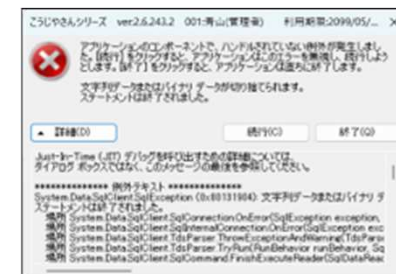 こうじやさんシリーズ ver2.6.243.2 001:青山(管理者) 利用期限:2099/05/... ×
アプリケーションのコンポーネントで、ハンドルされていない例外が発生しまし
た。[続行] をクリックすると、アプリケーションはこのエラーを無視し、続行しよう
とします。[終了] をクリックすると、アプリケーションは直ちに終了します。
文字列データまたはバイナリ データが切り捨てられます。
ステートメントは終了されました。
▲ 詳細(D) 続行(C) 終了(Q)
Just-In-Time (JIT) デバッグを呼び出すための詳細については、
ダイアログ ボックスではなく、このメッセージの最後を参照してください。
************** 例外テキスト **************
System.Data.SqlClient.SqlException (0x80131904): 文字列データまたはバイナリ デ
ステートメントは終了されました。
場所 System.Data.SqlClient.SqlConnection.OnError(SqlException exception,
場所 System.Data.SqlClient.SqlInternalConnection.OnError(SqlException exc
場所 System.Data.SqlClient.TdsParser.ThrowExceptionAndWarning(TdsParse
場所 System.Data.SqlClient.TdsParser.TryRun(RunBehavior runBehavior, Sq
場所 System.Data.SqlClient.SqlCommand.FinishExecuteReader(SqlDataRead